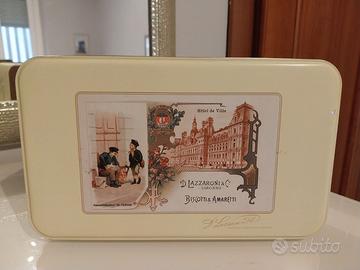 Hôtel de Ville
D. LAZZARONI & C.
SARONNO
BISCOTTI & AMARETTI
subito